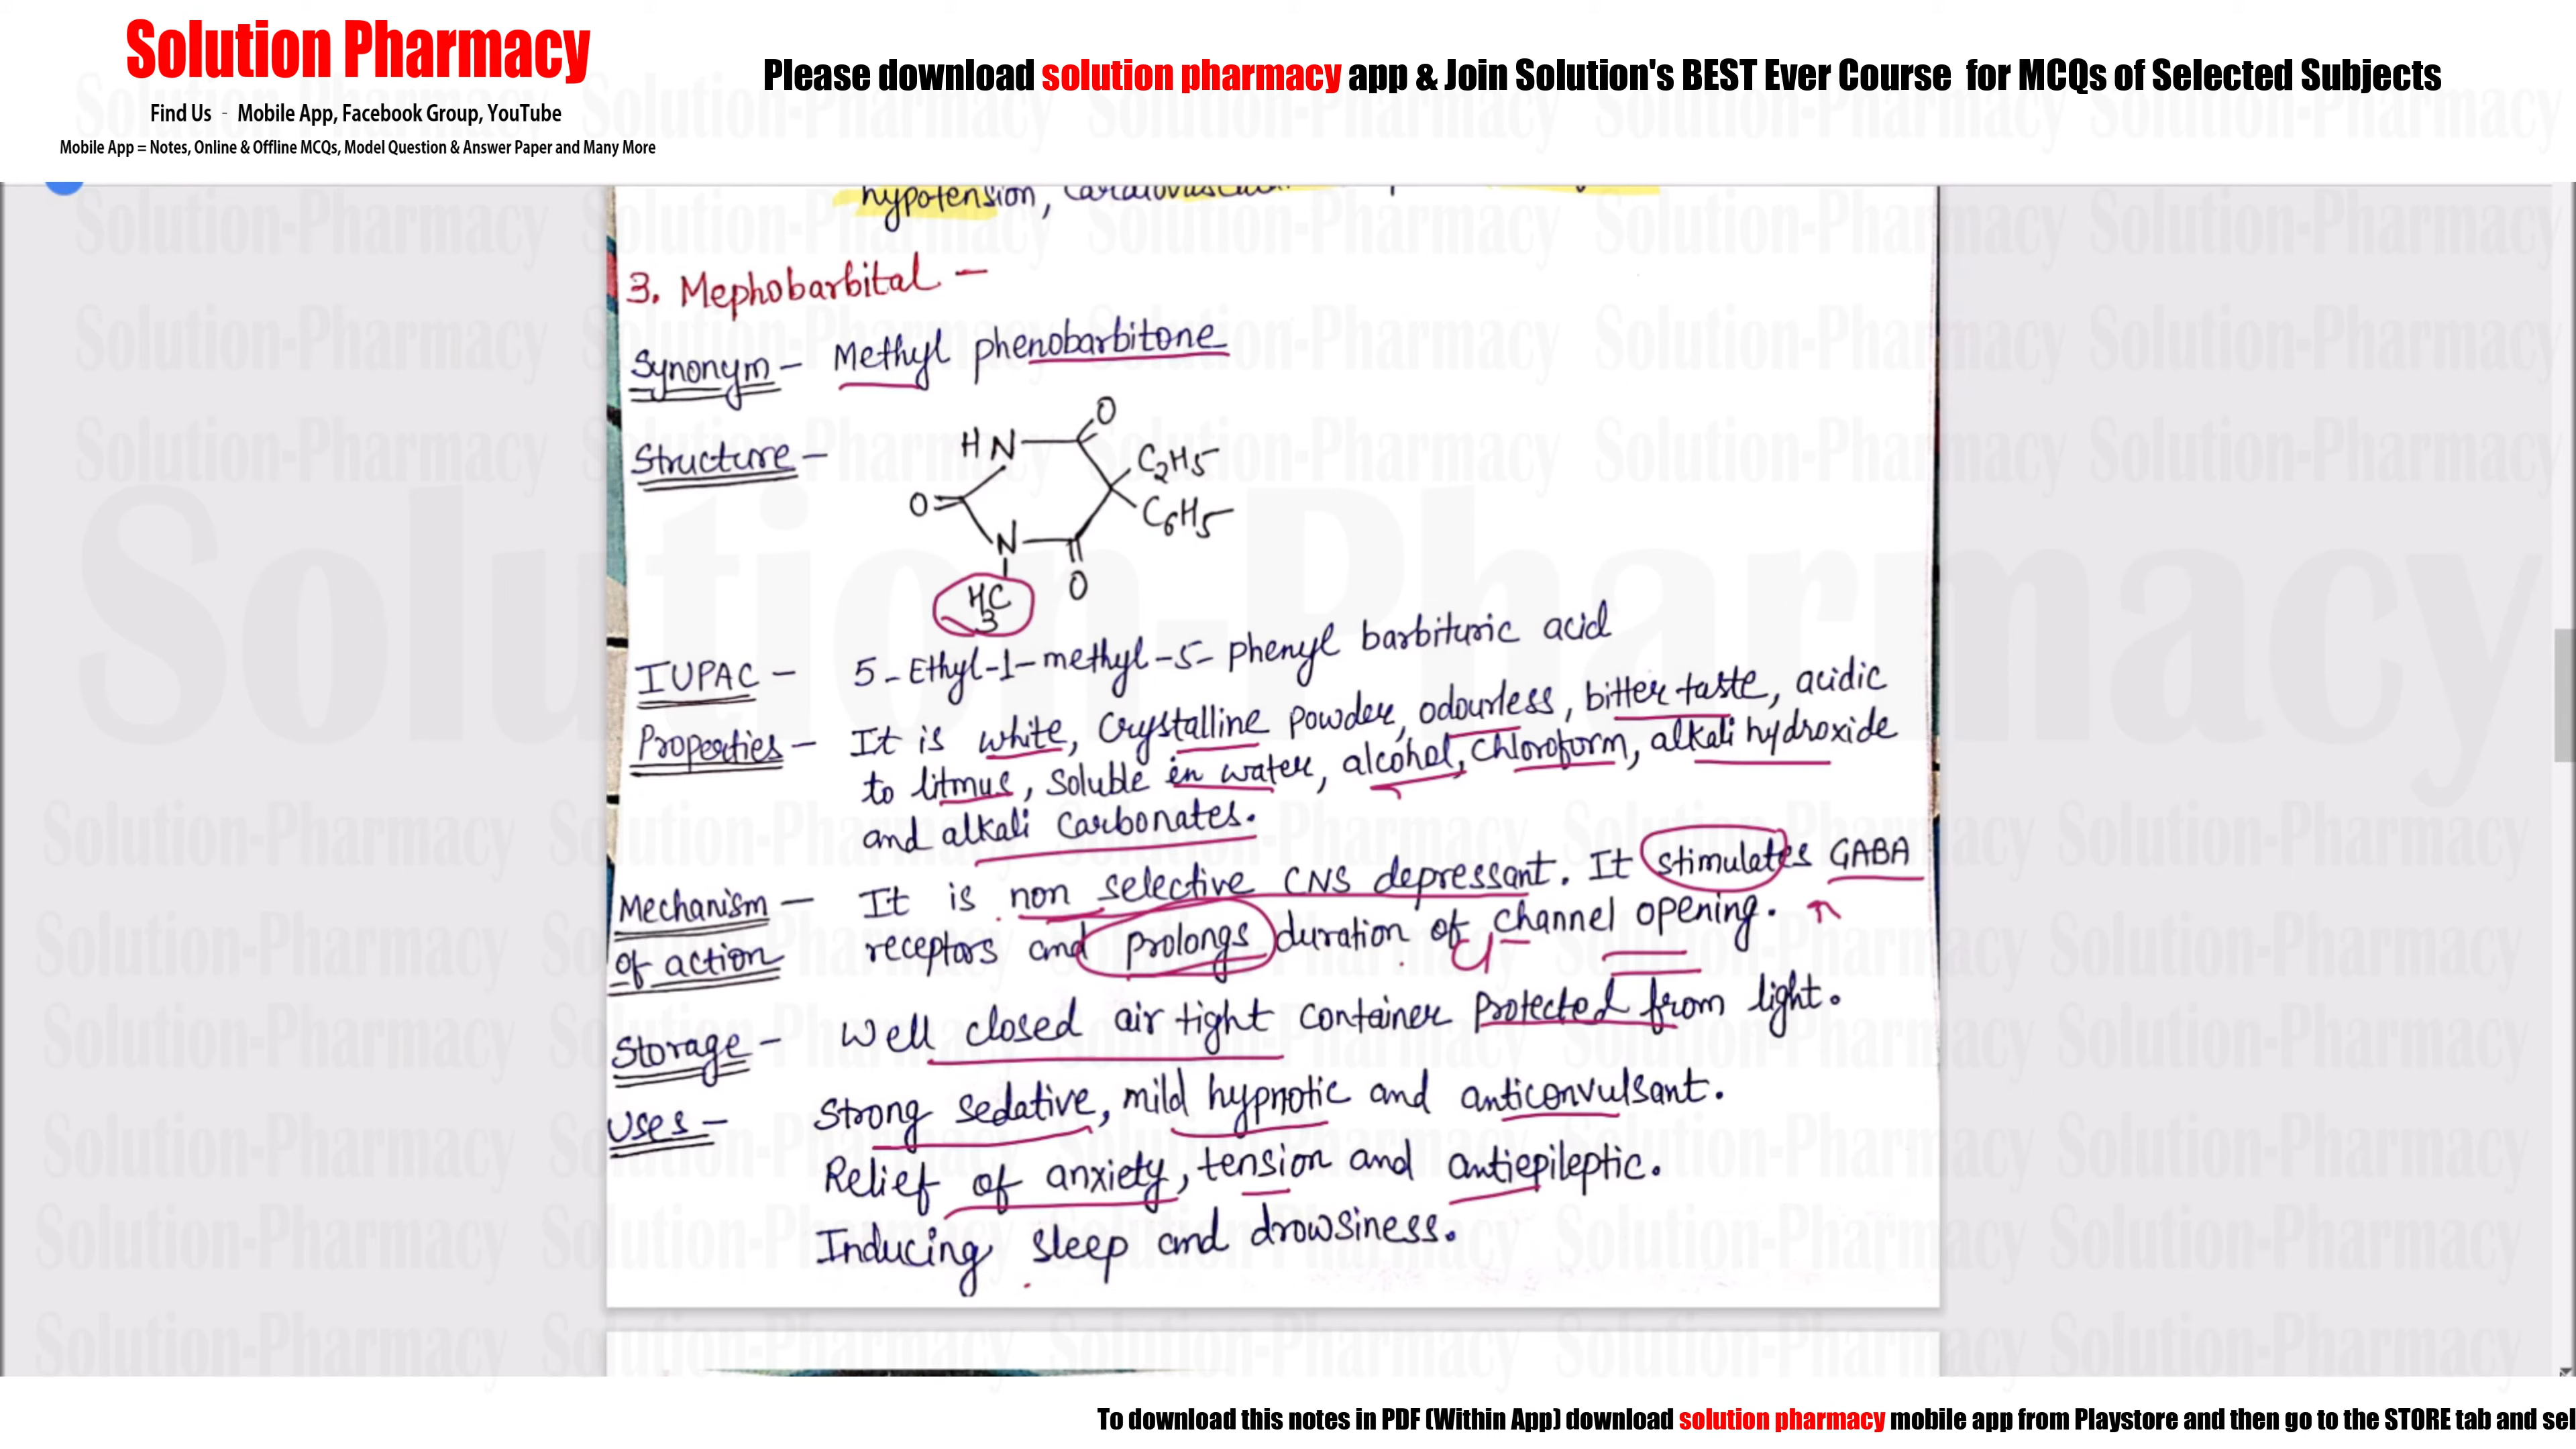 Solution Pharmacy
Find Us - Mobile App, Facebook Group, YouTube
Mobile App = Notes, Online & Offline MCQs, Model Question & Answer Paper and Many More
Please download solution pharmacy app & Join Solution's BEST Ever Course for MCQs of Selected Subjects
hypotension,
3. Mephobarbital –
Synonym – Methyl phenobarbitone
Structure –
O
HN
C2H5
O
C6H5
N
H3C
O
IUPAC – 5-Ethyl-1-methyl-5-phenyl barbituric acid
Properties – It is white, Crystalline Powder, odourless, bitter taste, acidic
to litmus, soluble in water, alcohol, chloroform, alkali hydroxide
and alkali carbonates.
Mechanism of action – It is non selective CNS depressant. It stimulates GABA
receptors and prolongs duration of channel opening.
Storage – Well closed air tight container protected from light.
Uses – Strong sedative, mild hypnotic and anticonvulsant.
Relief of anxiety, tension and antiepileptic.
Inducing sleep and drowsiness.
Solution-Pharmacy
To download this notes in PDF (Within App) download solution pharmacy mobile app from Playstore and then go to the STORE tab and sel